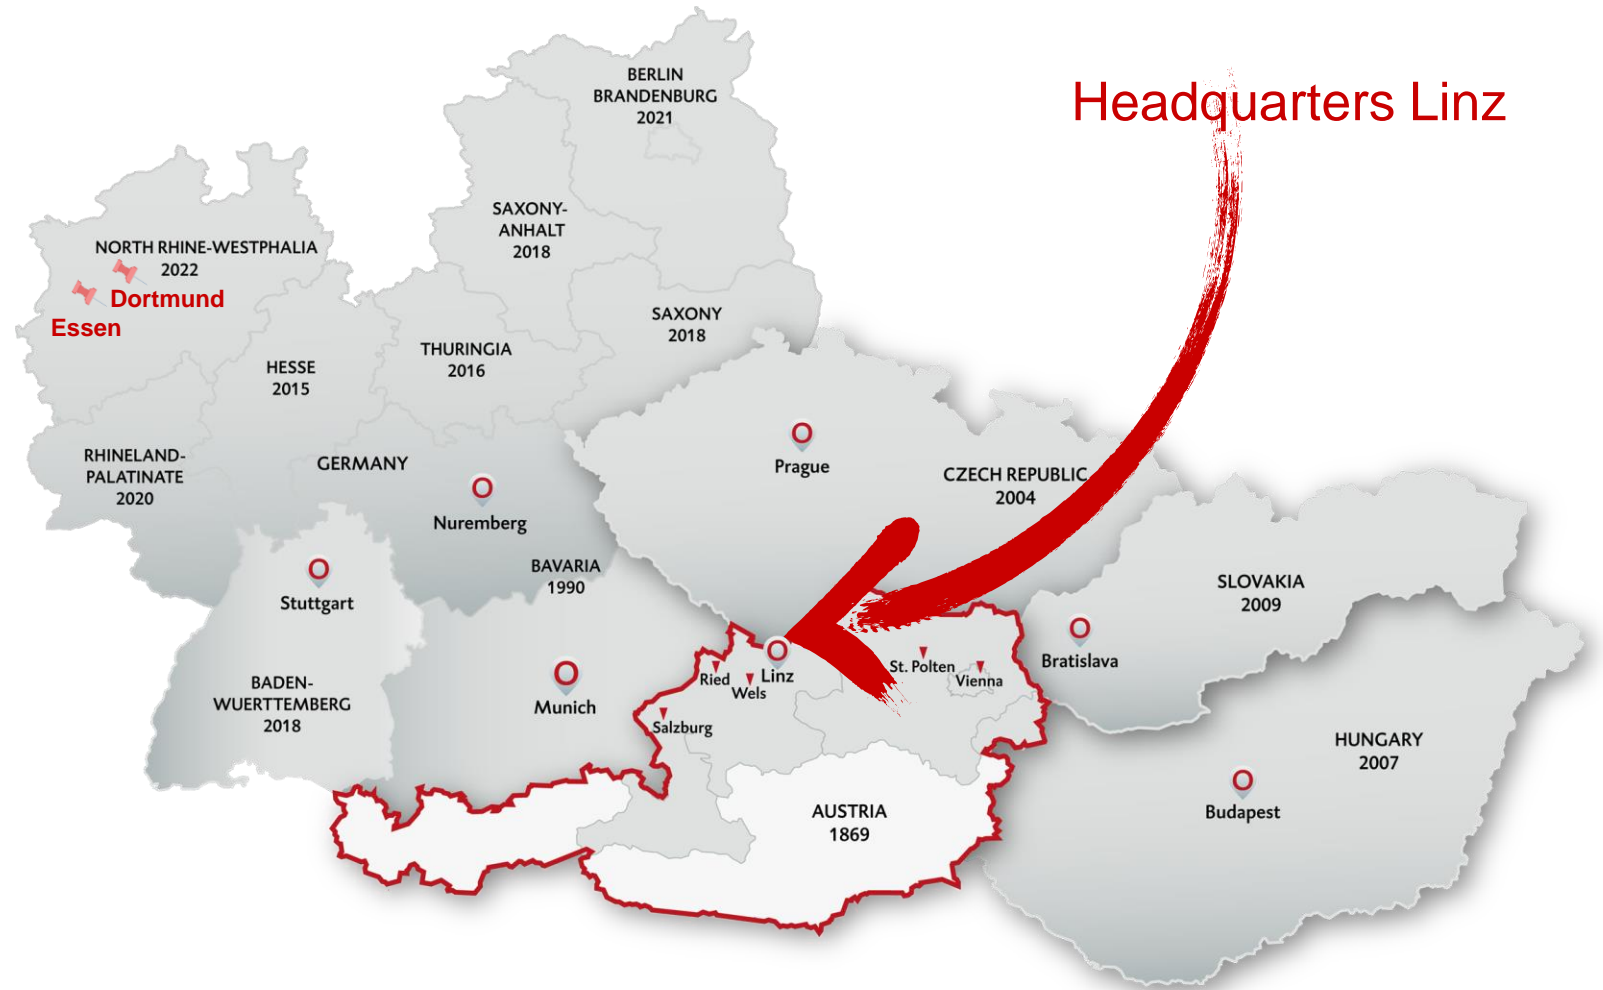 BERLIN
BRANDENBURG
2021
Headquarters Linz
SAXONY-
ANHALT
2018
NORTH RHINE-WESTPHALIA
2022
Dortmund
Essen
SAXONY
2018
THURINGIA
2016
HESSE
2015
RHINELAND-
PALATINATE
2020
GERMANY
Prague
CZECH REPUBLIC
2004
Nuremberg
BAVARIA
1990
Stuttgart
SLOVAKIA
2009
Bratislava
St. Polten
Vienna
Ried
Wels
Linz
Salzburg
Munich
BADEN-
WUERTTEMBERG
2018
HUNGARY
2007
Budapest
AUSTRIA
1869